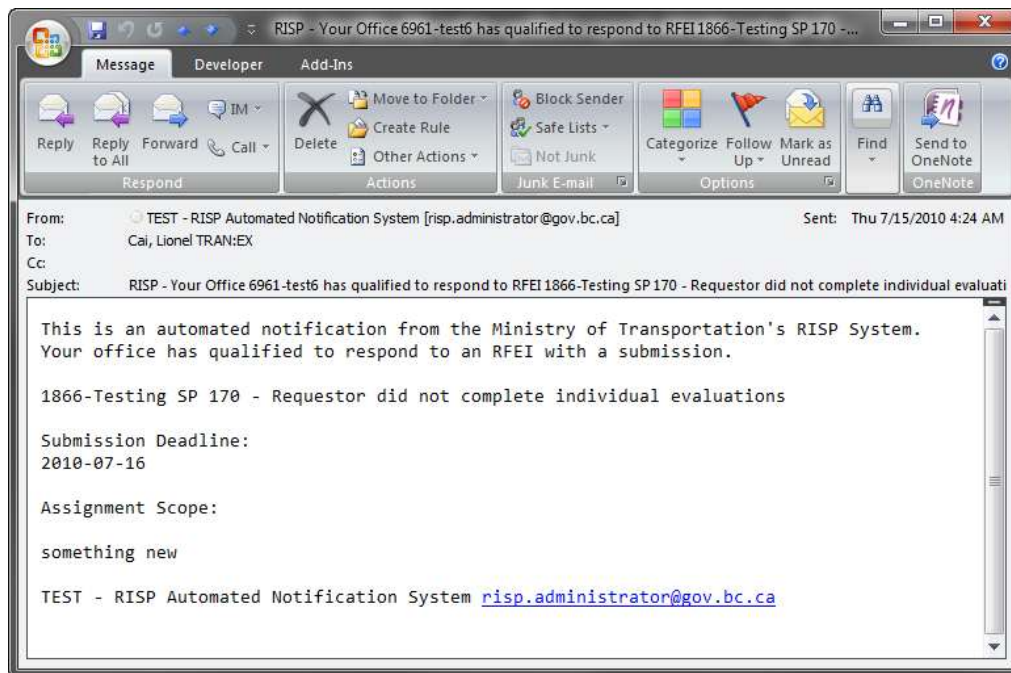 RISP - Your Office 6961-test6 has qualified to respond to RFEI 1866-Testing SP 170 -...
Message Developer Add-Ins
Reply
Reply to All
Forward
IM
Call
Respond
Delete
Move to Folder
Create Rule
Other Actions
Actions
Block Sender
Safe Lists
Not Junk
Junk E-mail
Categorize
Follow Up
Mark as Unread
Options
Find
Send to OneNote
OneNote
From: TEST - RISP Automated Notification System [risp.administrator@gov.bc.ca] Sent: Thu 7/15/2010 4:24 AM
To: Cai, Lionel TRAN:EX
Cc:
Subject: RISP - Your Office 6961-test6 has qualified to respond to RFEI 1866-Testing SP 170 - Requestor did not complete individual evaluati
This is an automated notification from the Ministry of Transportation's RISP System.
Your office has qualified to respond to an RFEI with a submission.
1866-Testing SP 170 - Requestor did not complete individual evaluations
Submission Deadline:
2010-07-16
Assignment Scope:
something new
TEST - RISP Automated Notification System risp.administrator@gov.bc.ca